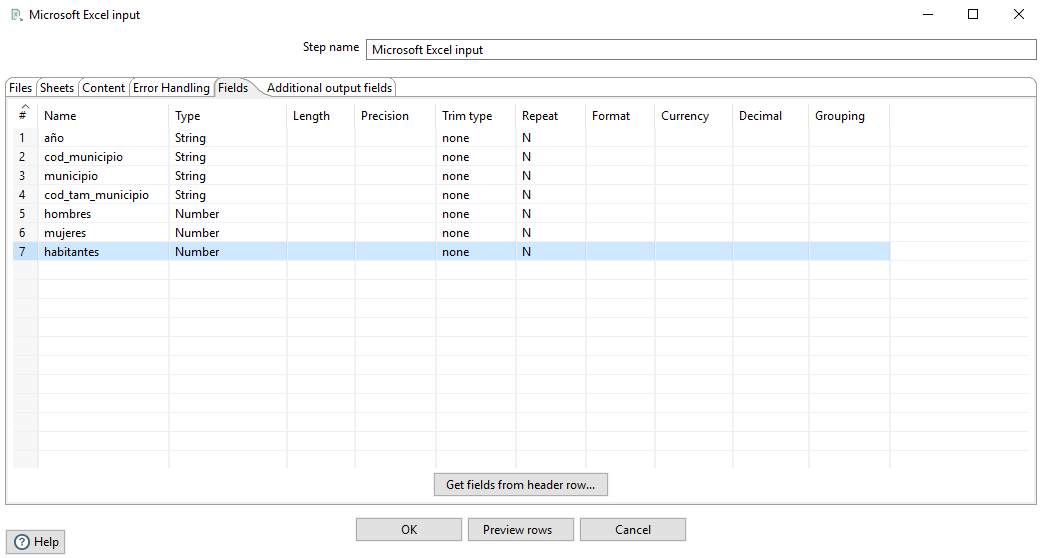 Microsoft Excel input
Step name Microsoft Excel input
Files Sheets Content Error Handling Fields Additional output fields
# Name Type Length Precision Trim type Repeat Format Currency Decimal Grouping
1 año String none N
2 cod_municipio String none N
3 municipio String none N
4 cod_tam_municipio String none N
5 hombres Number none N
6 mujeres Number none N
7 habitantes Number none N
Get fields from header row...
OK Preview rows Cancel
? Help